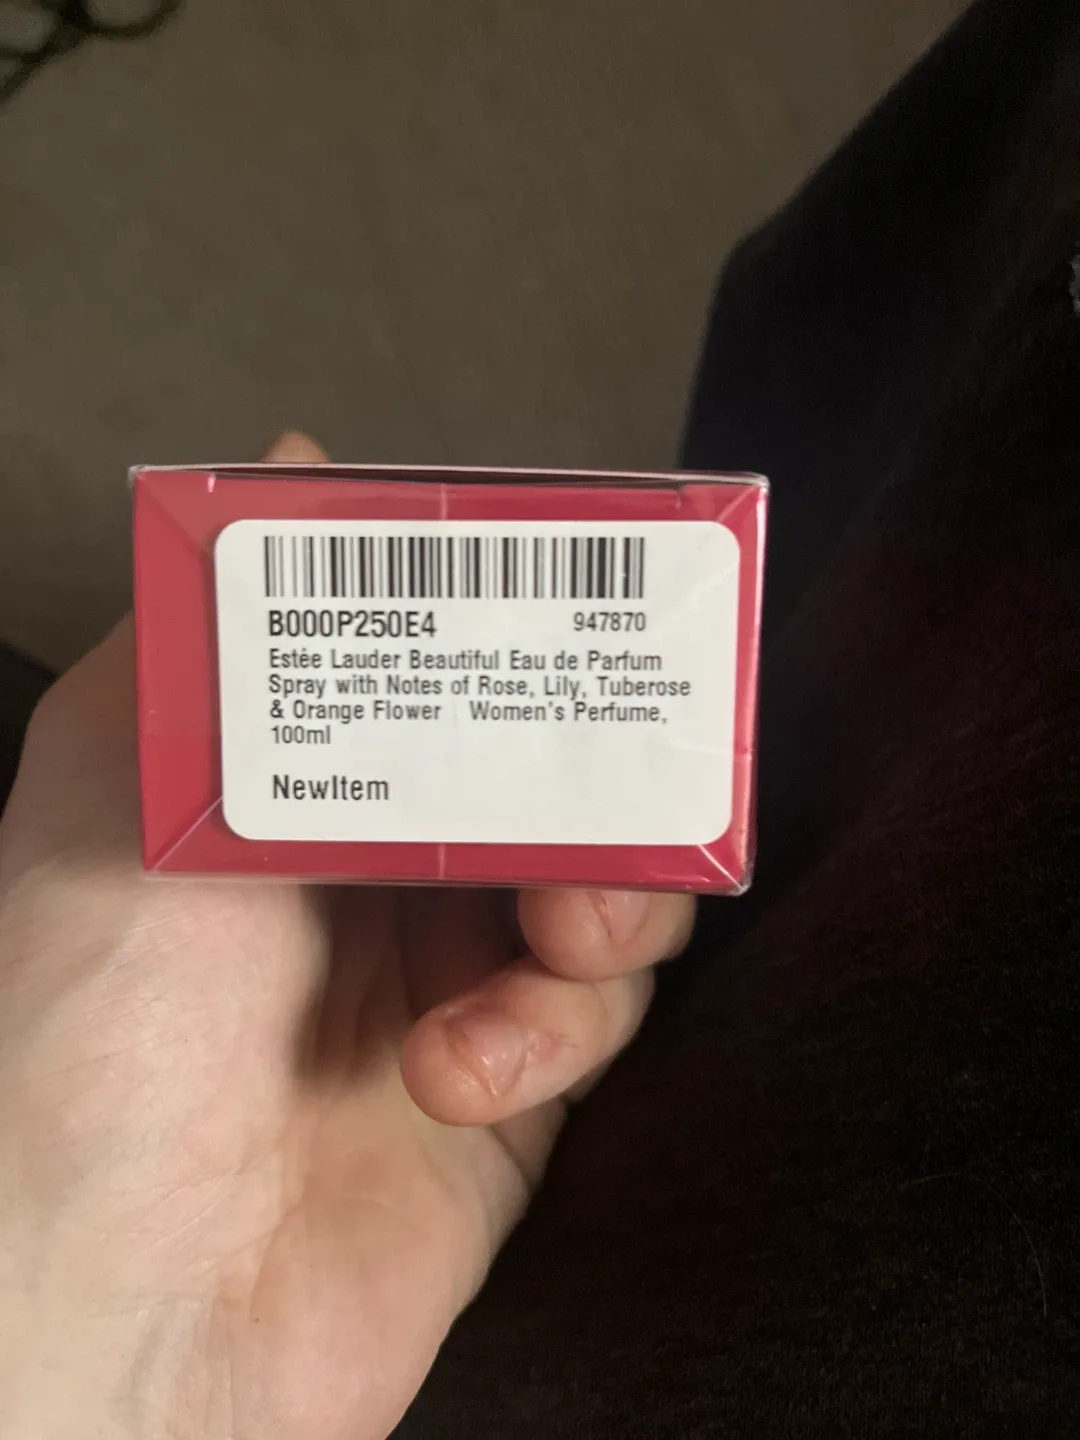 B000P250E4 947870
Estée Lauder Beautiful Eau de Parfum
Spray with Notes of Rose, Lily, Tuberose
& Orange Flower Women's Perfume,
100ml
NewItem